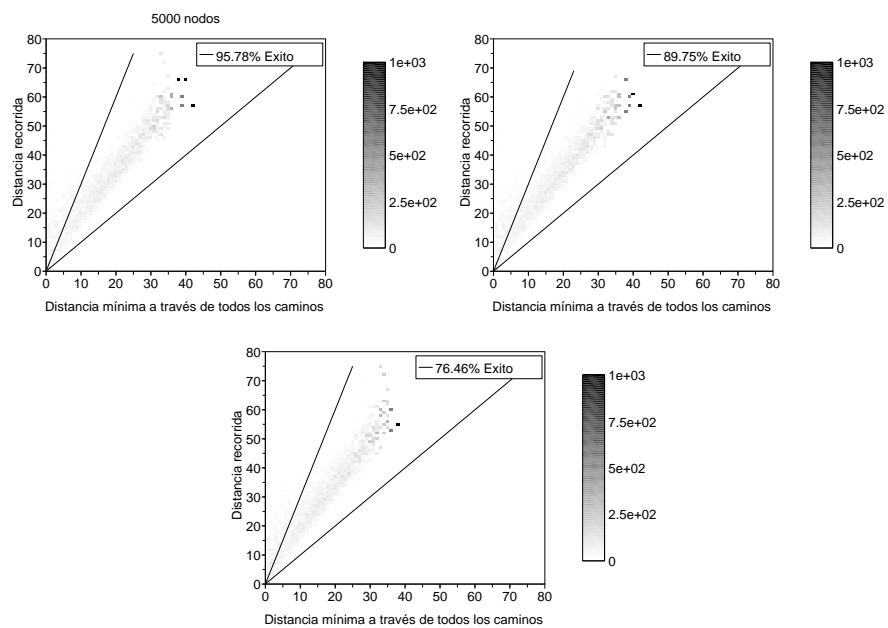 5000 nodos
80
70
60
50
40
30
20
10
0
0 10 20 30 40 50 60 70 80
Distancia recorrida
Distancia mínima a través de todos los caminos
95.78% Exito
1e+03
7.5e+02
5e+02
2.5e+02
0
80
70
60
50
40
30
20
10
0
0 10 20 30 40 50 60 70 80
Distancia recorrida
Distancia mínima a través de todos los caminos
89.75% Exito
1e+03
7.5e+02
5e+02
2.5e+02
0
80
70
60
50
40
30
20
10
0
0 10 20 30 40 50 60 70 80
Distancia recorrida
Distancia mínima a través de todos los caminos
76.46% Exito
1e+03
7.5e+02
5e+02
2.5e+02
0